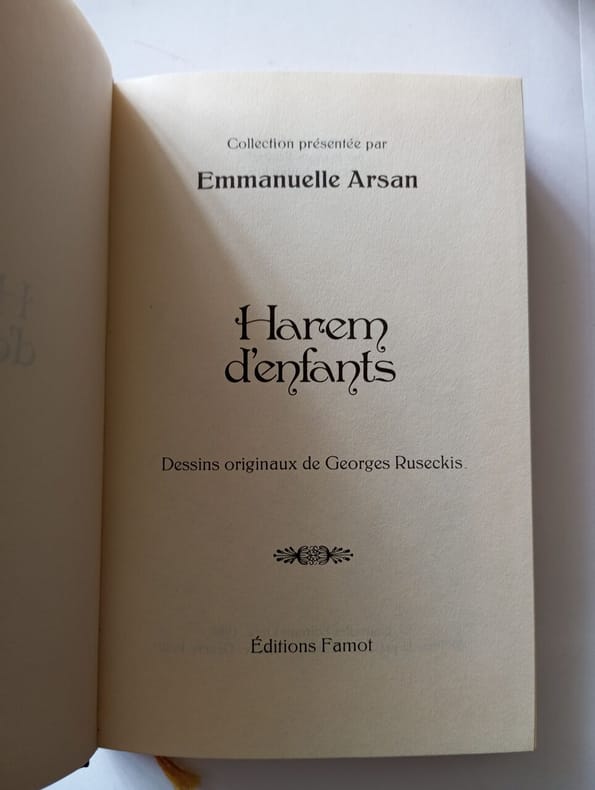 Collection présentée par
Emmanuelle Arsan
Harem
d'enfants
Dessins originaux de Georges Ruseckis.
Éditions Famot